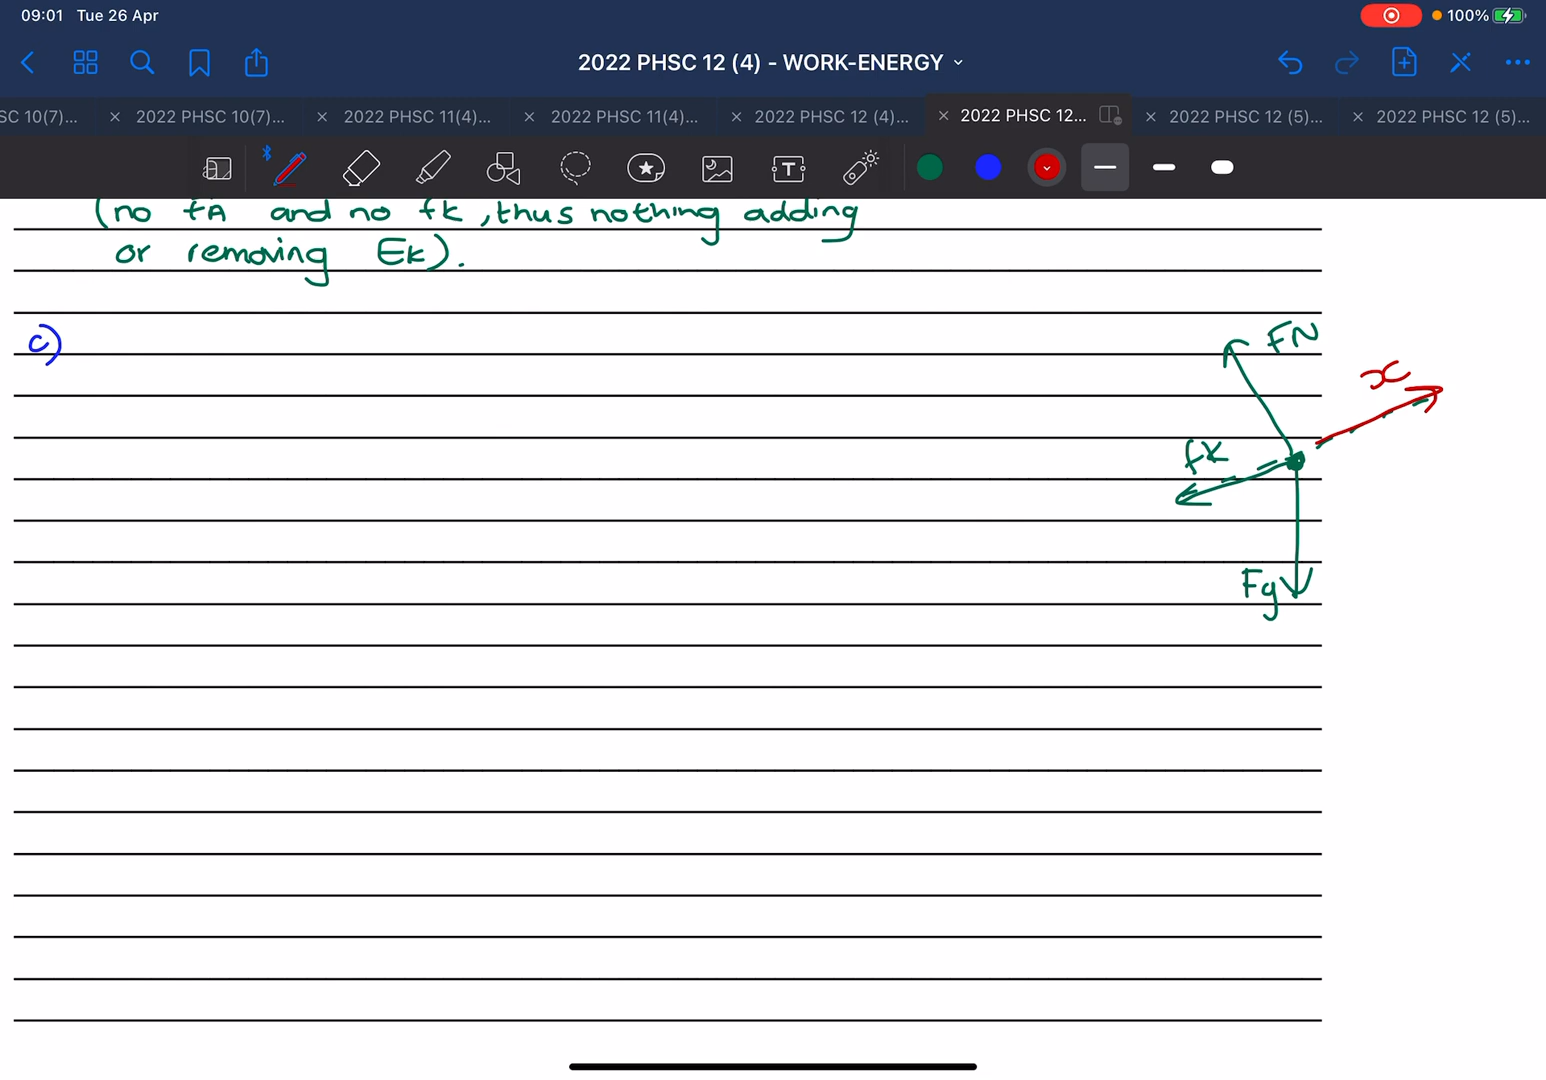 09:01 Tue 26 Apr
100%
2022 PHSC 12 (4) - WORK-ENERGY
SC 10(7)... 2022 PHSC 10(7)... 2022 PHSC 11(4)... 2022 PHSC 11(4)... 2022 PHSC 12 (4)... 2022 PHSC 12... 2022 PHSC 12 (5)... 2022 PHSC 12 (5)...
(no fA and no fk, thus nothing adding
or removing Ek).
c)
FN
x
fk
Fg